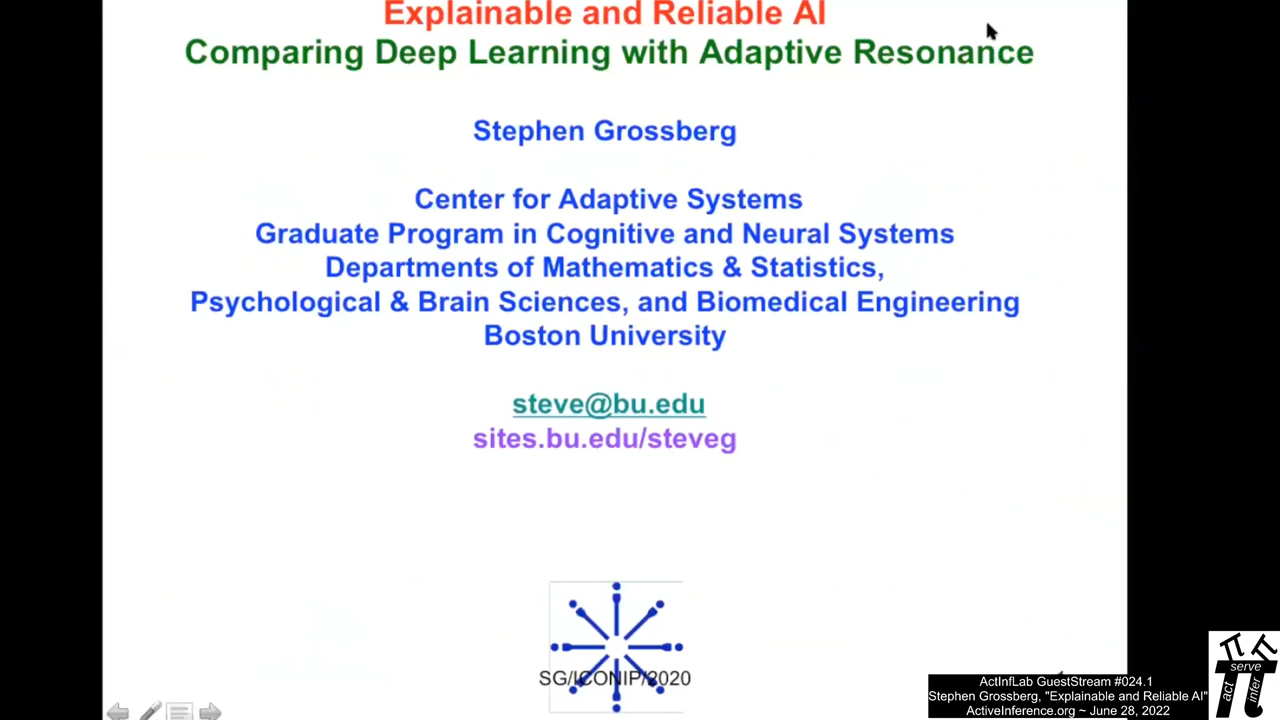 Explainable and Reliable AI
Comparing Deep Learning with Adaptive Resonance
Stephen Grossberg
Center for Adaptive Systems
Graduate Program in Cognitive and Neural Systems
Departments of Mathematics & Statistics,
Psychological & Brain Sciences, and Biomedical Engineering
Boston University
steve@bu.edu
sites.bu.edu/steveg
SG/ICONIP/2020
ActInfLab GuestStream #024.1
Stephen Grossberg, "Explainable and Reliable AI"
ActiveInference.org ~ June 28, 2022
act
serve
infer